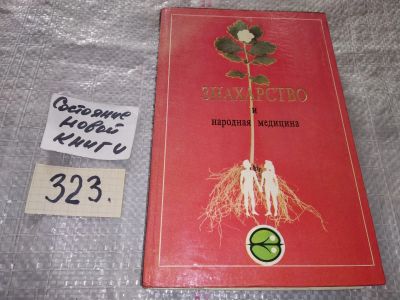 Состояние
новой
книги
323.
ЗНАХАРСТВО
и
народная медицина